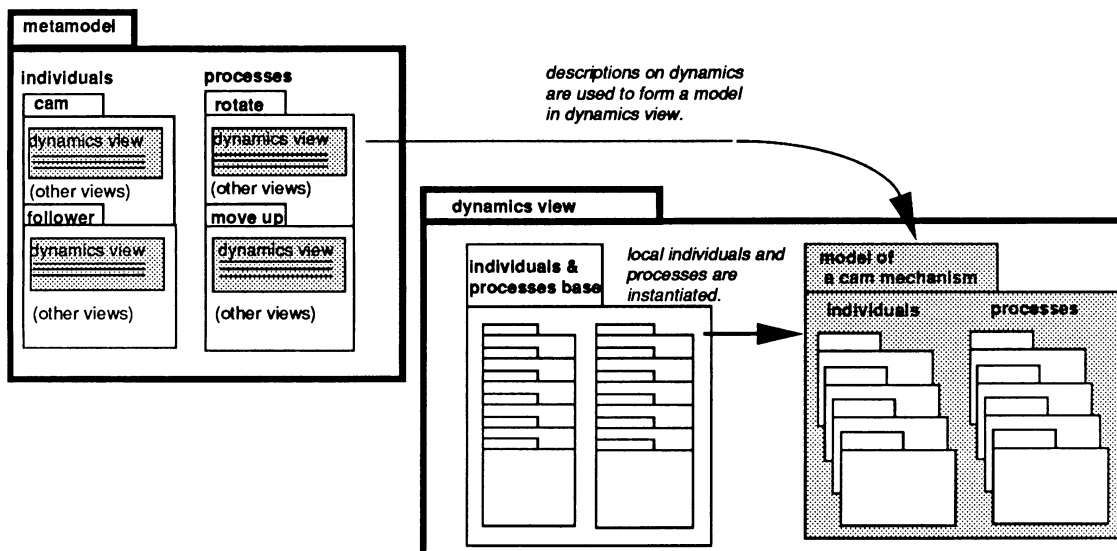 metamodel
individuals
processes
cam
rotate
dynamics view
dynamics view
(other views)
(other views)
follower
move up
dynamics view
dynamics view
(other views)
(other views)
descriptions on dynamics
are used to form a model
in dynamics view.
dynamics view
individuals &
processes base
local individuals and
processes are
instantiated.
model of
a cam mechanism
individuals
processes